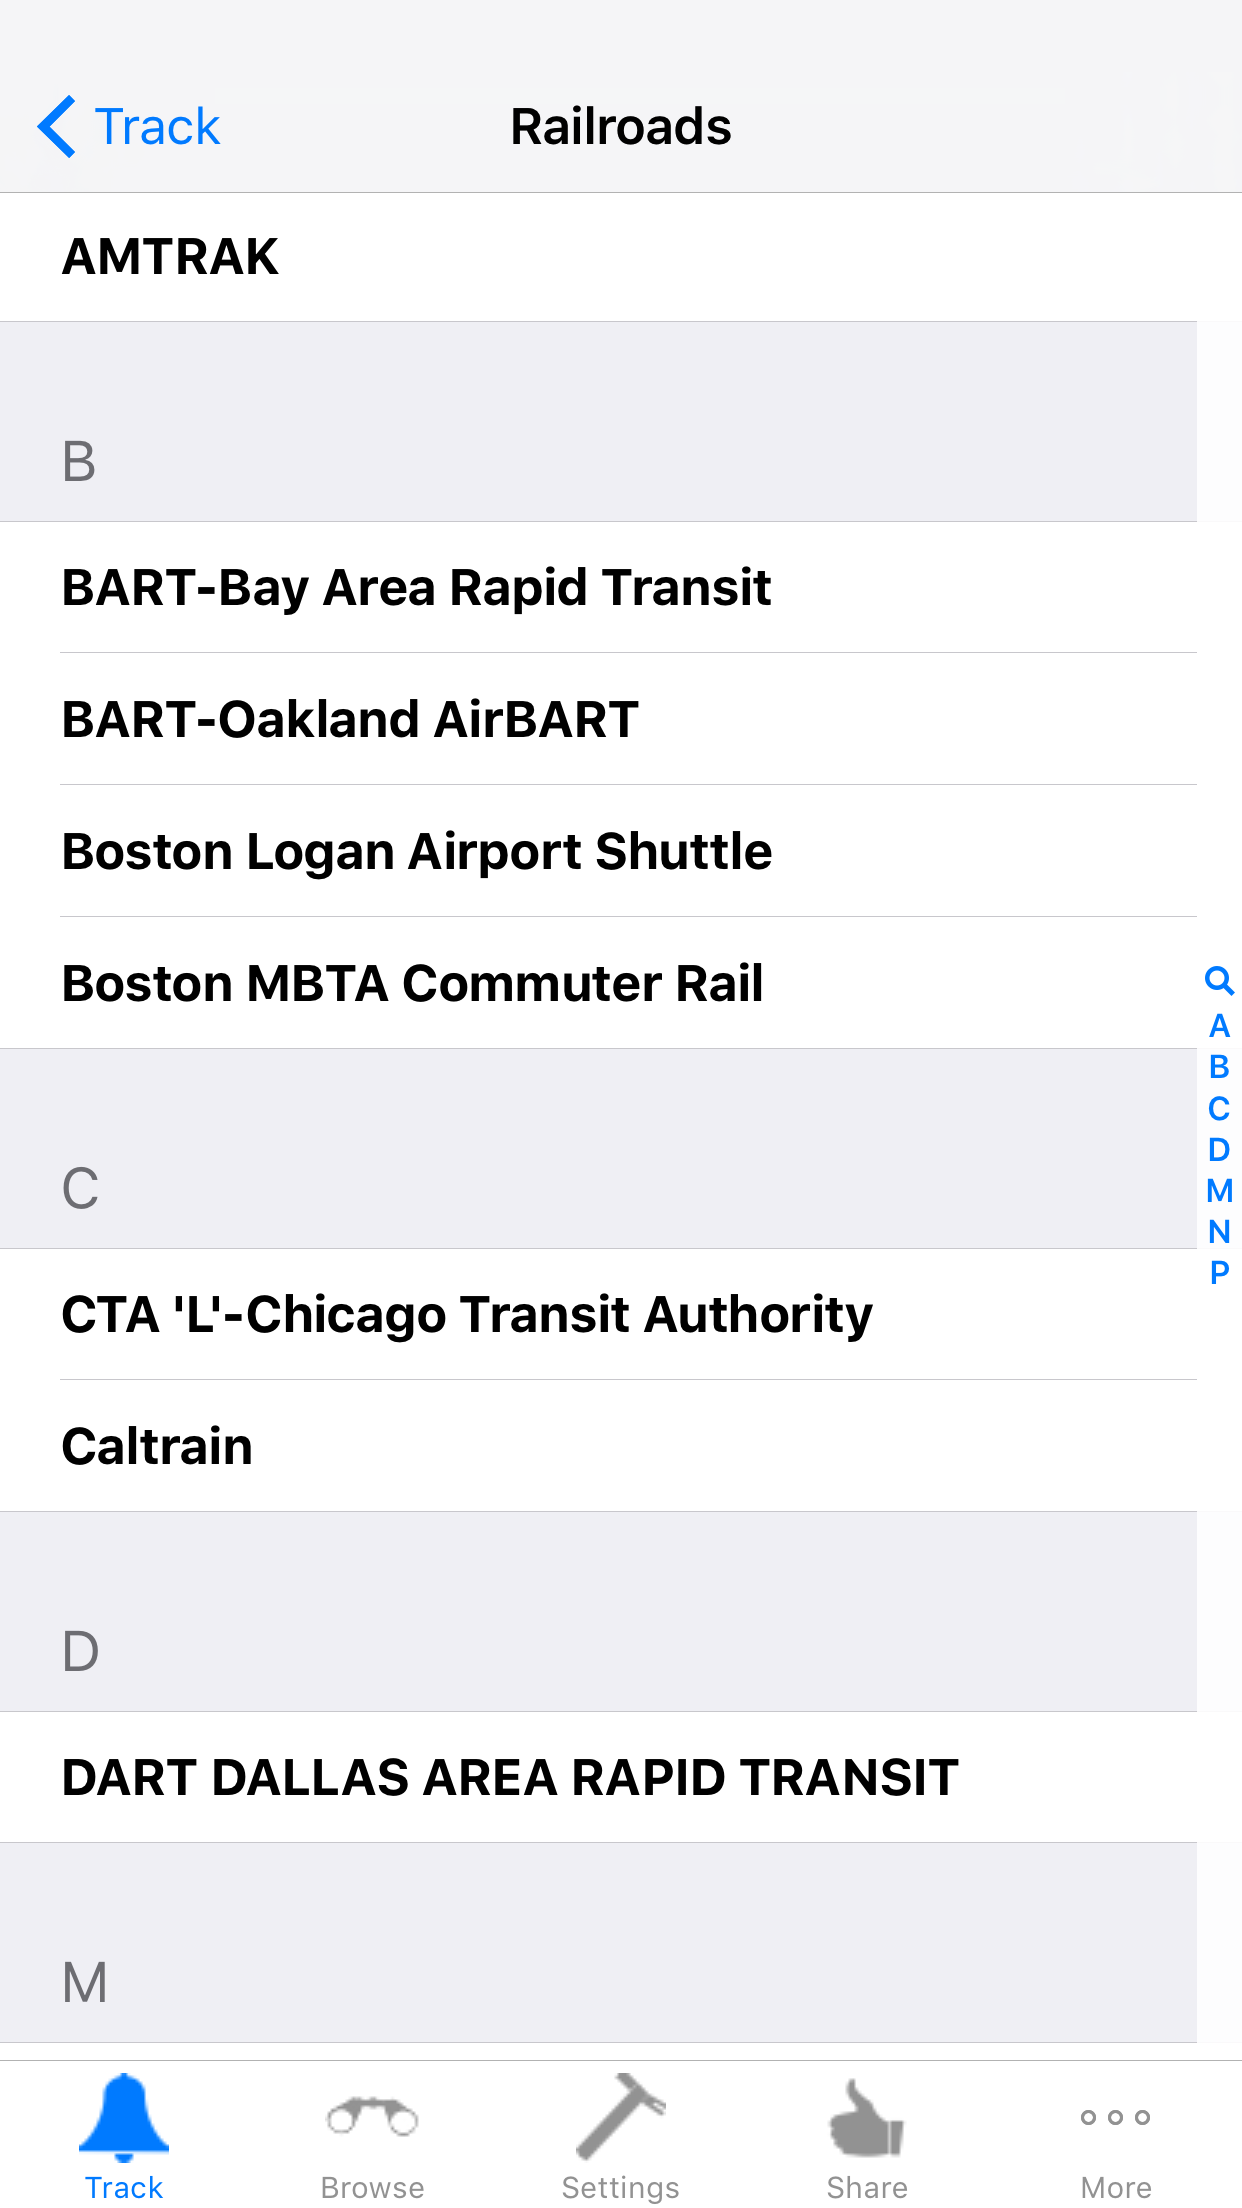 Track
Railroads
AMTRAK
B
BART-Bay Area Rapid Transit
BART-Oakland AirBART
Boston Logan Airport Shuttle
Boston MBTA Commuter Rail
C
CTA 'L'-Chicago Transit Authority
Caltrain
D
DART DALLAS AREA RAPID TRANSIT
M
A
B
C
D
M
N
P
Track
Browse
Settings
Share
More